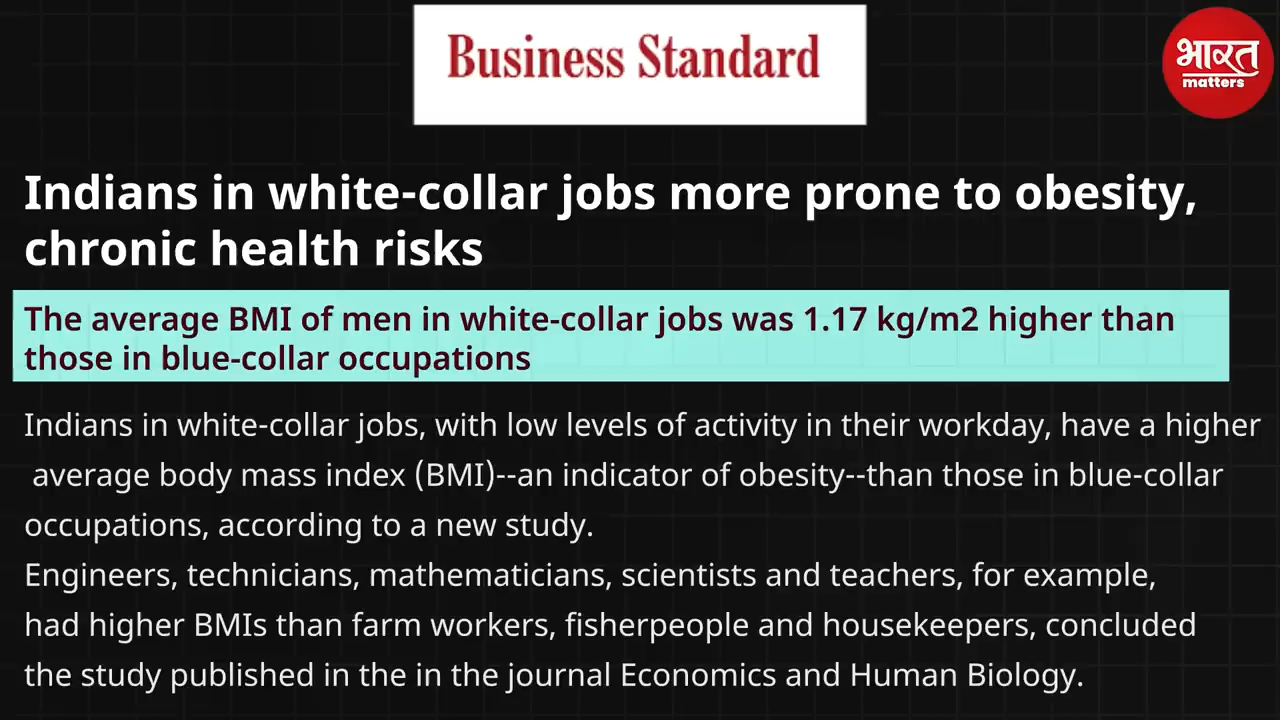 Business Standard
भारत
matters
Indians in white-collar jobs more prone to obesity,
chronic health risks
The average BMI of men in white-collar jobs was 1.17 kg/m2 higher than
those in blue-collar occupations
Indians in white-collar jobs, with low levels of activity in their workday, have a higher
average body mass index (BMI)--an indicator of obesity--than those in blue-collar
occupations, according to a new study.
Engineers, technicians, mathematicians, scientists and teachers, for example,
had higher BMIs than farm workers, fisherpeople and housekeepers, concluded
the study published in the in the journal Economics and Human Biology.